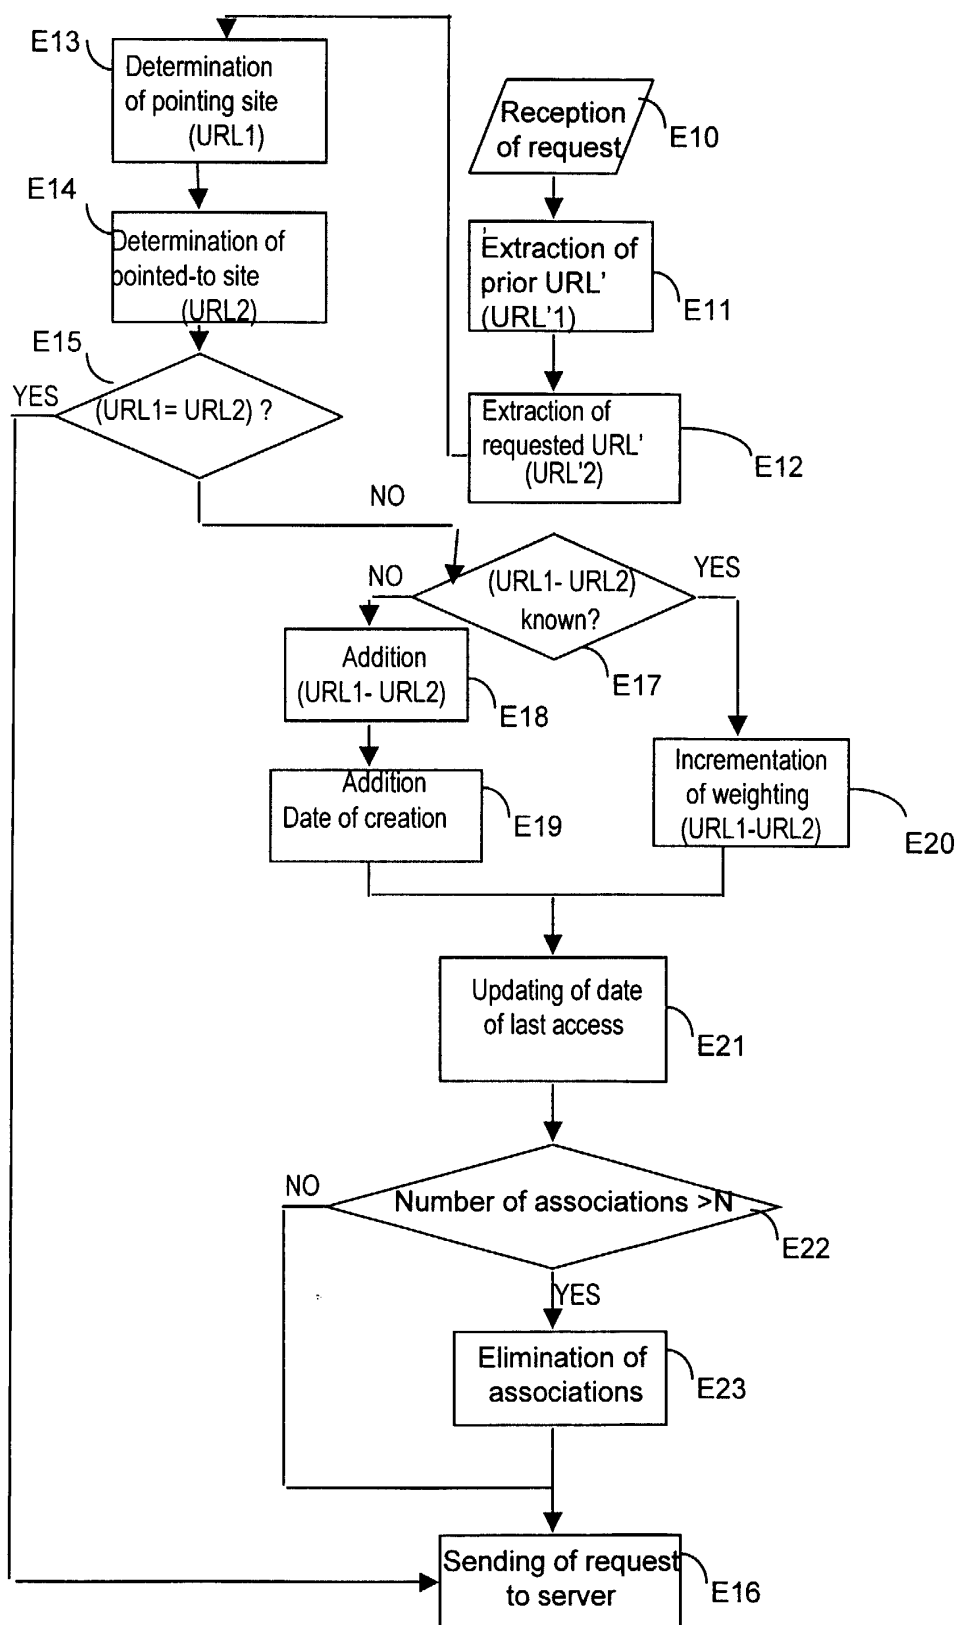 E13
Determination
of pointing site
(URL1)
Reception
of request
E10
E14
Determination of
pointed-to site
(URL2)
Extraction of
prior URL'
(URL'1)
E11
E15
YES
(URL1= URL2) ?
Extraction of
requested URL'
(URL'2)
E12
NO
NO
(URL1- URL2)
known?
YES
E17
Addition
(URL1- URL2)
E18
Addition
Date of creation
E19
Incrementation
of weighting
(URL1-URL2)
E20
Updating of date
of last access
E21
NO
Number of associations >N
E22
YES
Elimination of
associations
E23
Sending of request
to server
E16